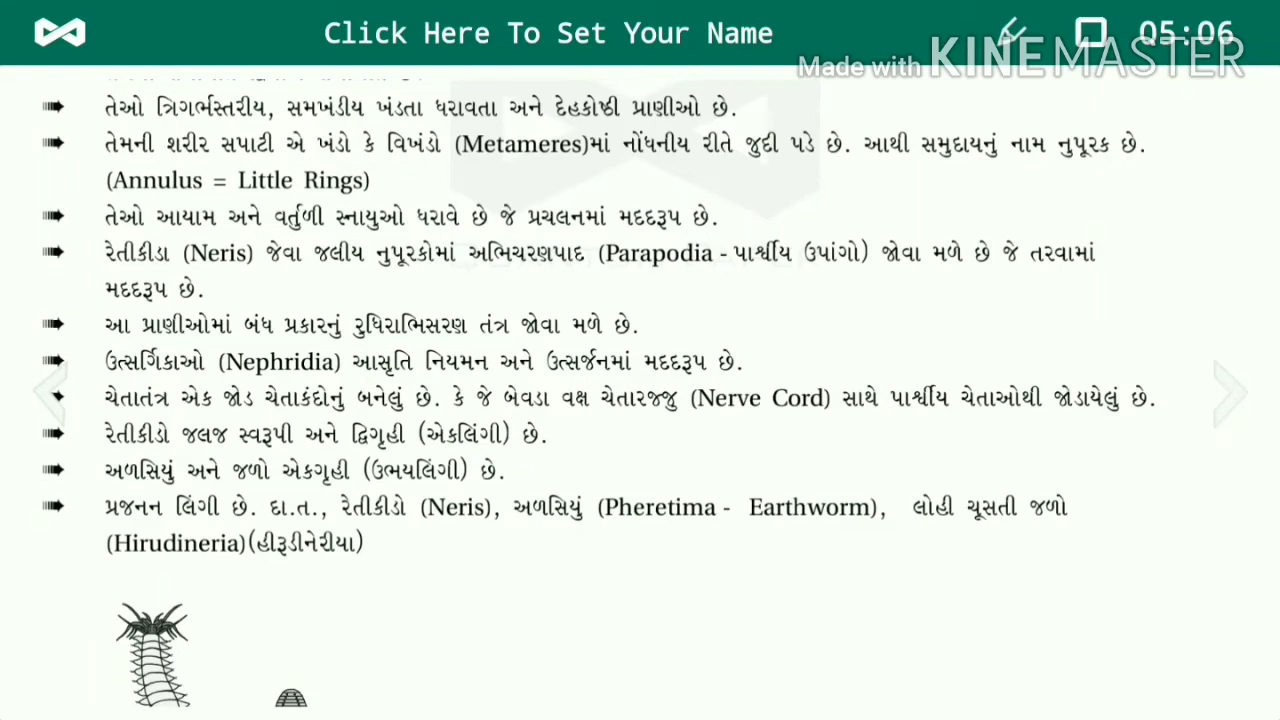 Click Here To Set Your Name
05:06
Made with KINEMASTER
તેઓ ત્રિગર્ભસ્તરીય, સમખંડીય ખંડતા ધરાવતા અને દેહકોષ્ઠી પ્રાણીઓ છે.
તેમની શરીર સપાટી એ ખંડો કે વિખંડો (Metameres)માં નોંધનીય રીતે જુદી પડે છે. આથી સમુદાયનું નામ નુપૂરક છે.
(Annulus = Little Rings)
તેઓ આયામ અને વર્તુળી સ્નાયુઓ ધરાવે છે જે પ્રચલનમાં મદદરૂપ છે.
રેતીકીડા (Neris) જેવા જલીય નુપૂરકોમાં અભિચરણપાદ (Parapodia - પાર્શ્વીય ઉપાંગો) જોવા મળે છે જે તરવામાં
મદદરૂપ છે.
આ પ્રાણીઓમાં બંધ પ્રકારનું રુધિરાભિસરણ તંત્ર જોવા મળે છે.
ઉત્સર્ગિકાઓ (Nephridia) આસૃતિ નિયમન અને ઉત્સર્જનમાં મદદરૂપ છે.
ચેતાતંત્ર એક જોડ ચેતાકંદોનું બનેલું છે. કે જે બેવડા વક્ષ ચેતારજ્જુ (Nerve Cord) સાથે પાર્શ્વીય ચેતાઓથી જોડાયેલું છે.
રેતીકીડો જલજ સ્વરૂપી અને દ્વિગૃહી (એકલિંગી) છે.
અળસિયું અને જળો એકગૃહી (ઉભયલિંગી) છે.
પ્રજનન લિંગી છે. દા.ત., રેતીકીડો (Neris), અળસિયું (Pheretima - Earthworm), લોહી ચૂસતી જળો
(Hirudineria)(હીરૂડીનેરીયા)